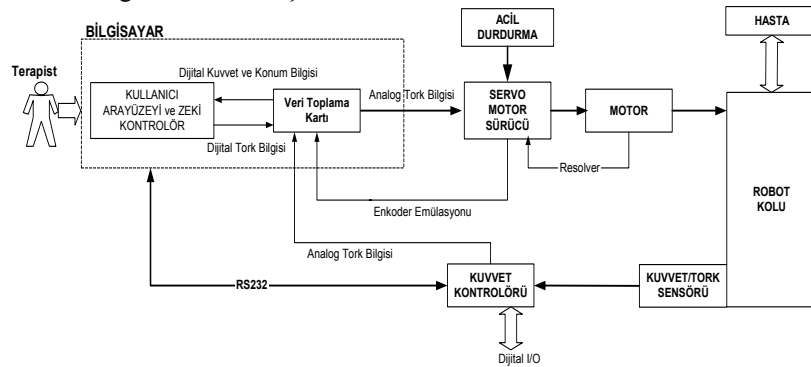 BİLGİSAYAR
ACİL
DURDURMA
HASTA
Terapist
KULLANICI
ARAYÜZEYİ ve ZEKİ
KONTROLÖR
Dijital Kuvvet ve Konum Bilgisi
Veri Toplama
Kartı
Dijital Tork Bilgisi
Analog Tork Bilgisi
SERVO
MOTOR
SÜRÜCÜ
MOTOR
Resolver
Enkoder Emülasyonu
ROBOT
KOLU
Analog Tork Bilgisi
RS232
KUVVET
KONTROLÖRÜ
KUVVET/TORK
SENSÖRÜ
Dijital I/O